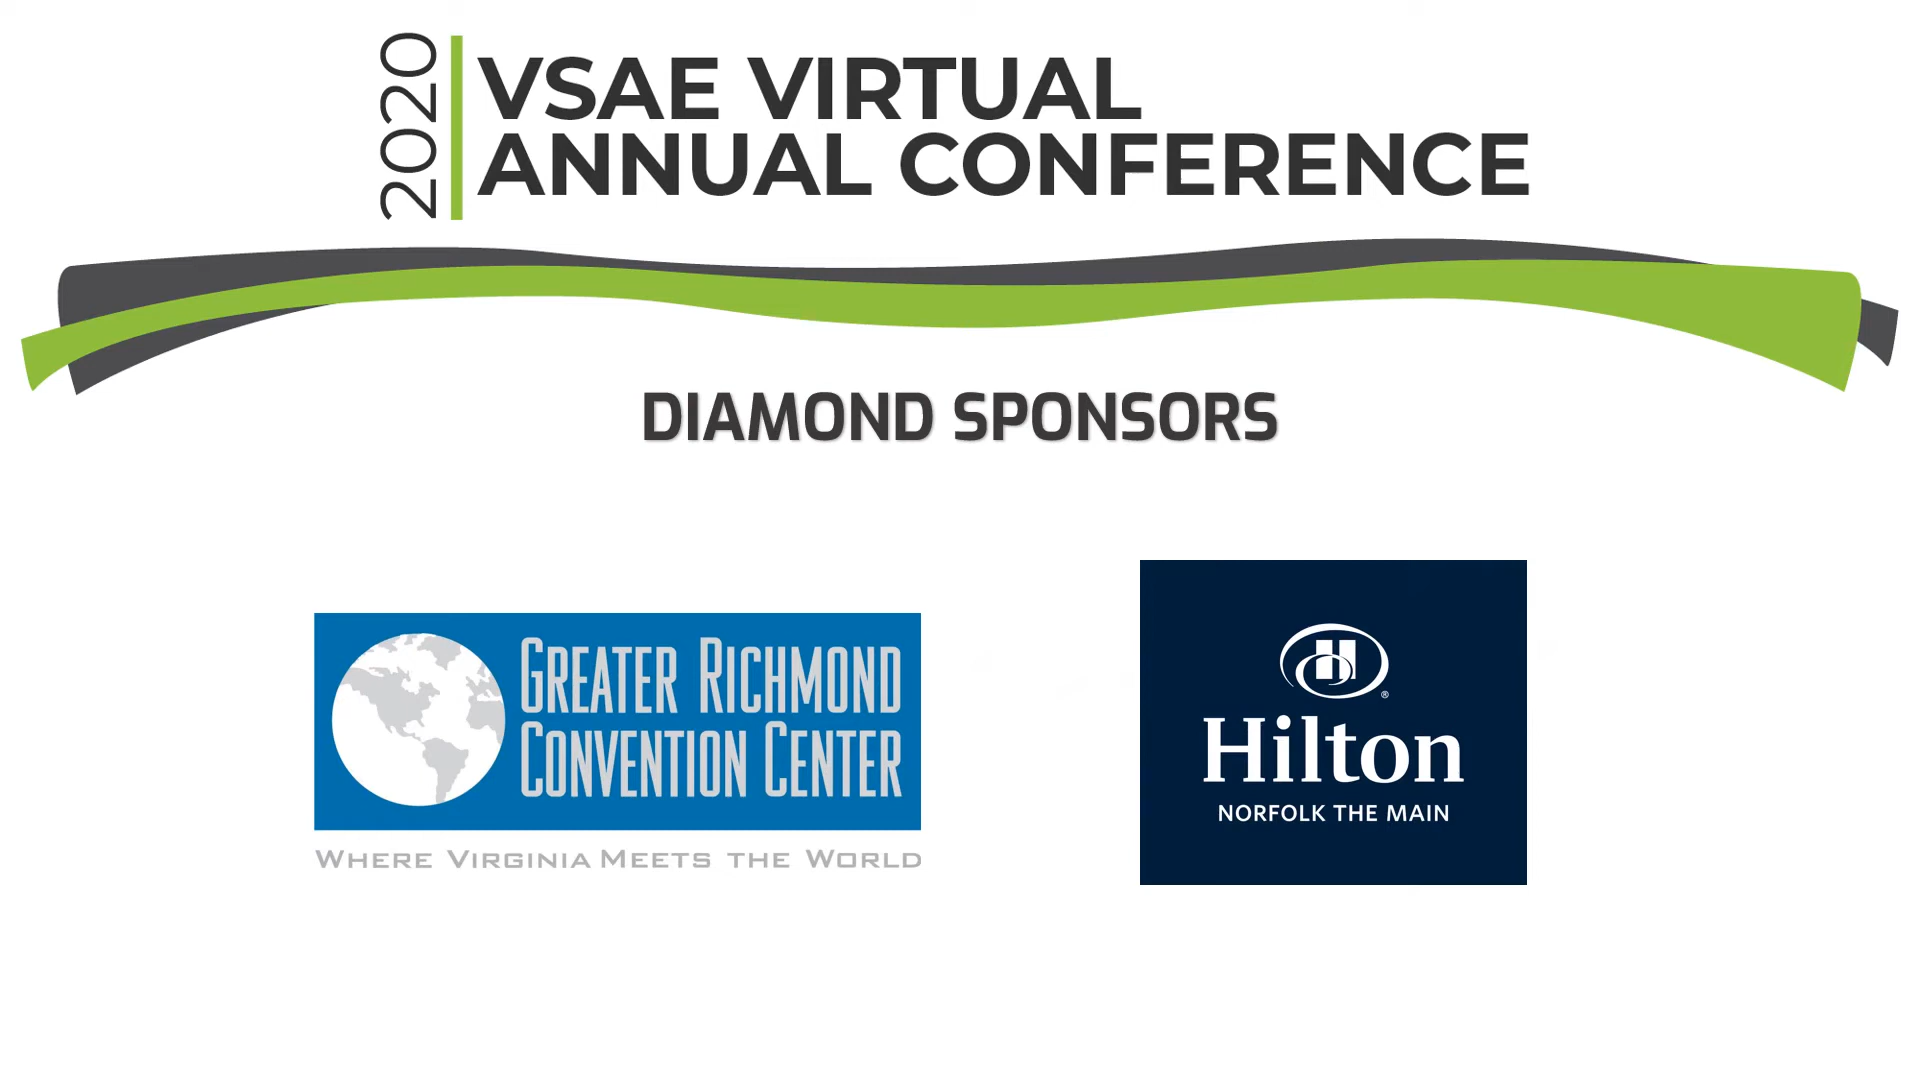 2020
VSAE VIRTUAL
ANNUAL CONFERENCE
DIAMOND SPONSORS
GREATER RICHMOND
CONVENTION CENTER
WHERE VIRGINIA MEETS THE WORLD
H
®
Hilton
NORFOLK THE MAIN